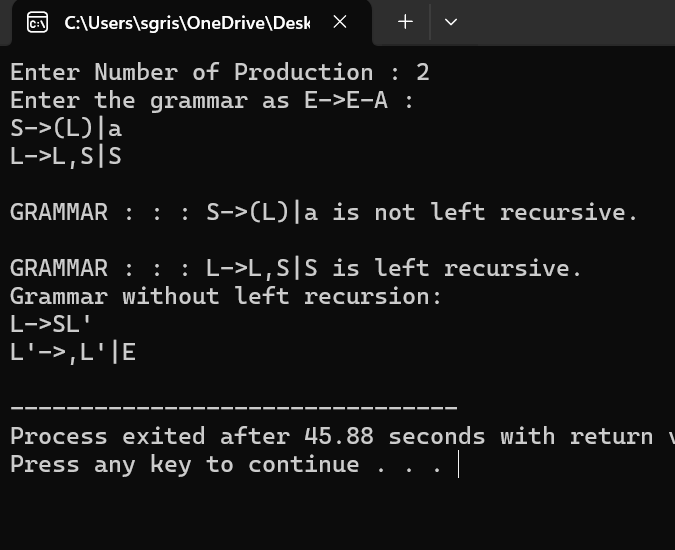 C:\Users\sgris\OneDrive\Desk
Enter Number of Production : 2
Enter the grammar as E->E-A :
S->(L)|a
L->L,S|S
GRAMMAR : : : S->(L)|a is not left recursive.
GRAMMAR : : : L->L,S|S is left recursive.
Grammar without left recursion:
L->SL'
L'->,L'|E
--------------------------------
Process exited after 45.88 seconds with return
Press any key to continue . . .